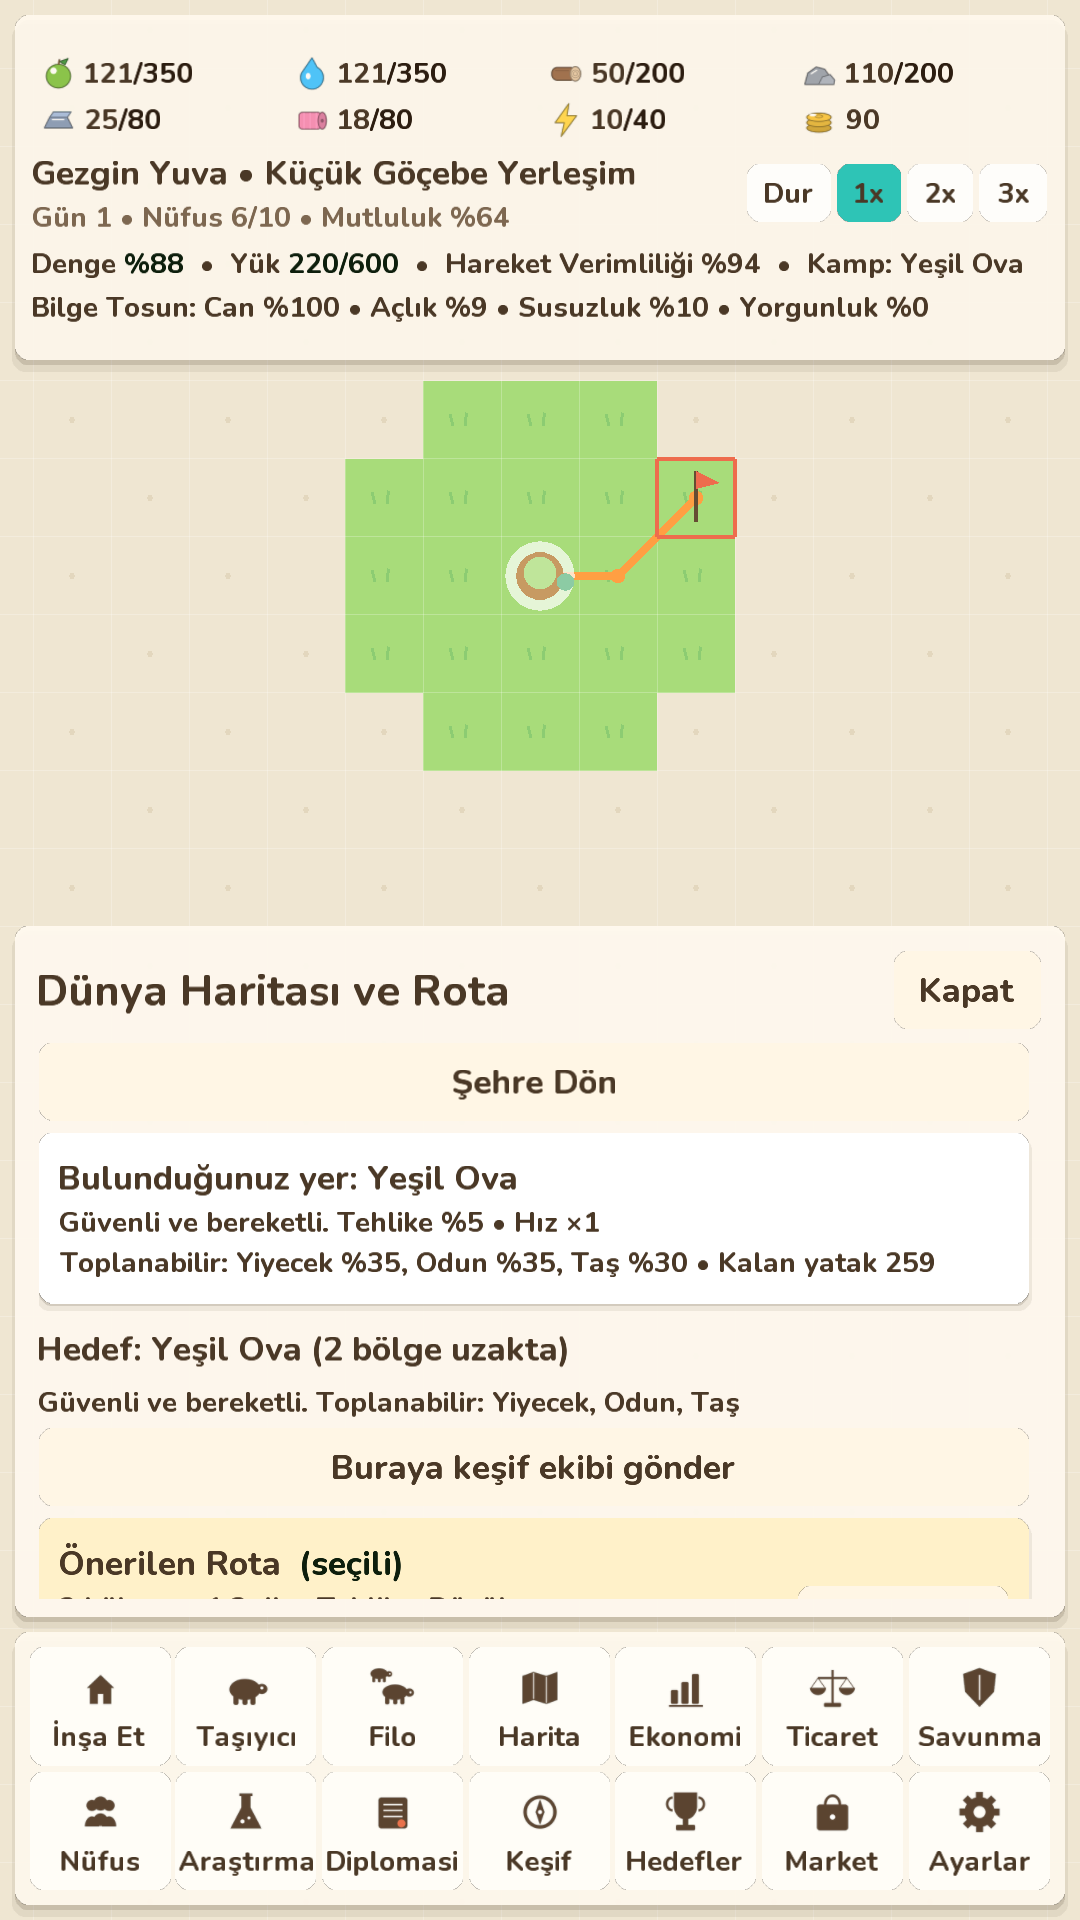 121/350 121/350 50/200 110/200
25/80 18/80 10/40 90
Gezgin Yuva • Küçük Göçebe Yerleşim
Gün 1 • Nüfus 6/10 • Mutluluk %64
Dur 1x 2x 3x
Denge %88 • Yük 220/600 • Hareket Verimliliği %94 • Kamp: Yeşil Ova
Bilge Tosun: Can %100 • Açlık %9 • Susuzluk %10 • Yorgunluk %0
Dünya Haritası ve Rota
Kapat
Şehre Dön
Bulunduğunuz yer: Yeşil Ova
Güvenli ve bereketli. Tehlike %5 • Hız ×1
Toplanabilir: Yiyecek %35, Odun %35, Taş %30 • Kalan yatak 259
Hedef: Yeşil Ova (2 bölge uzakta)
Güvenli ve bereketli. Toplanabilir: Yiyecek, Odun, Taş
Buraya keşif ekibi gönder
Önerilen Rota (seçili)
İnşa Et Taşıyıcı Filo Harita Ekonomi Ticaret Savunma
Nüfus Araştırma Diplomasi Keşif Hedefler Market Ayarlar